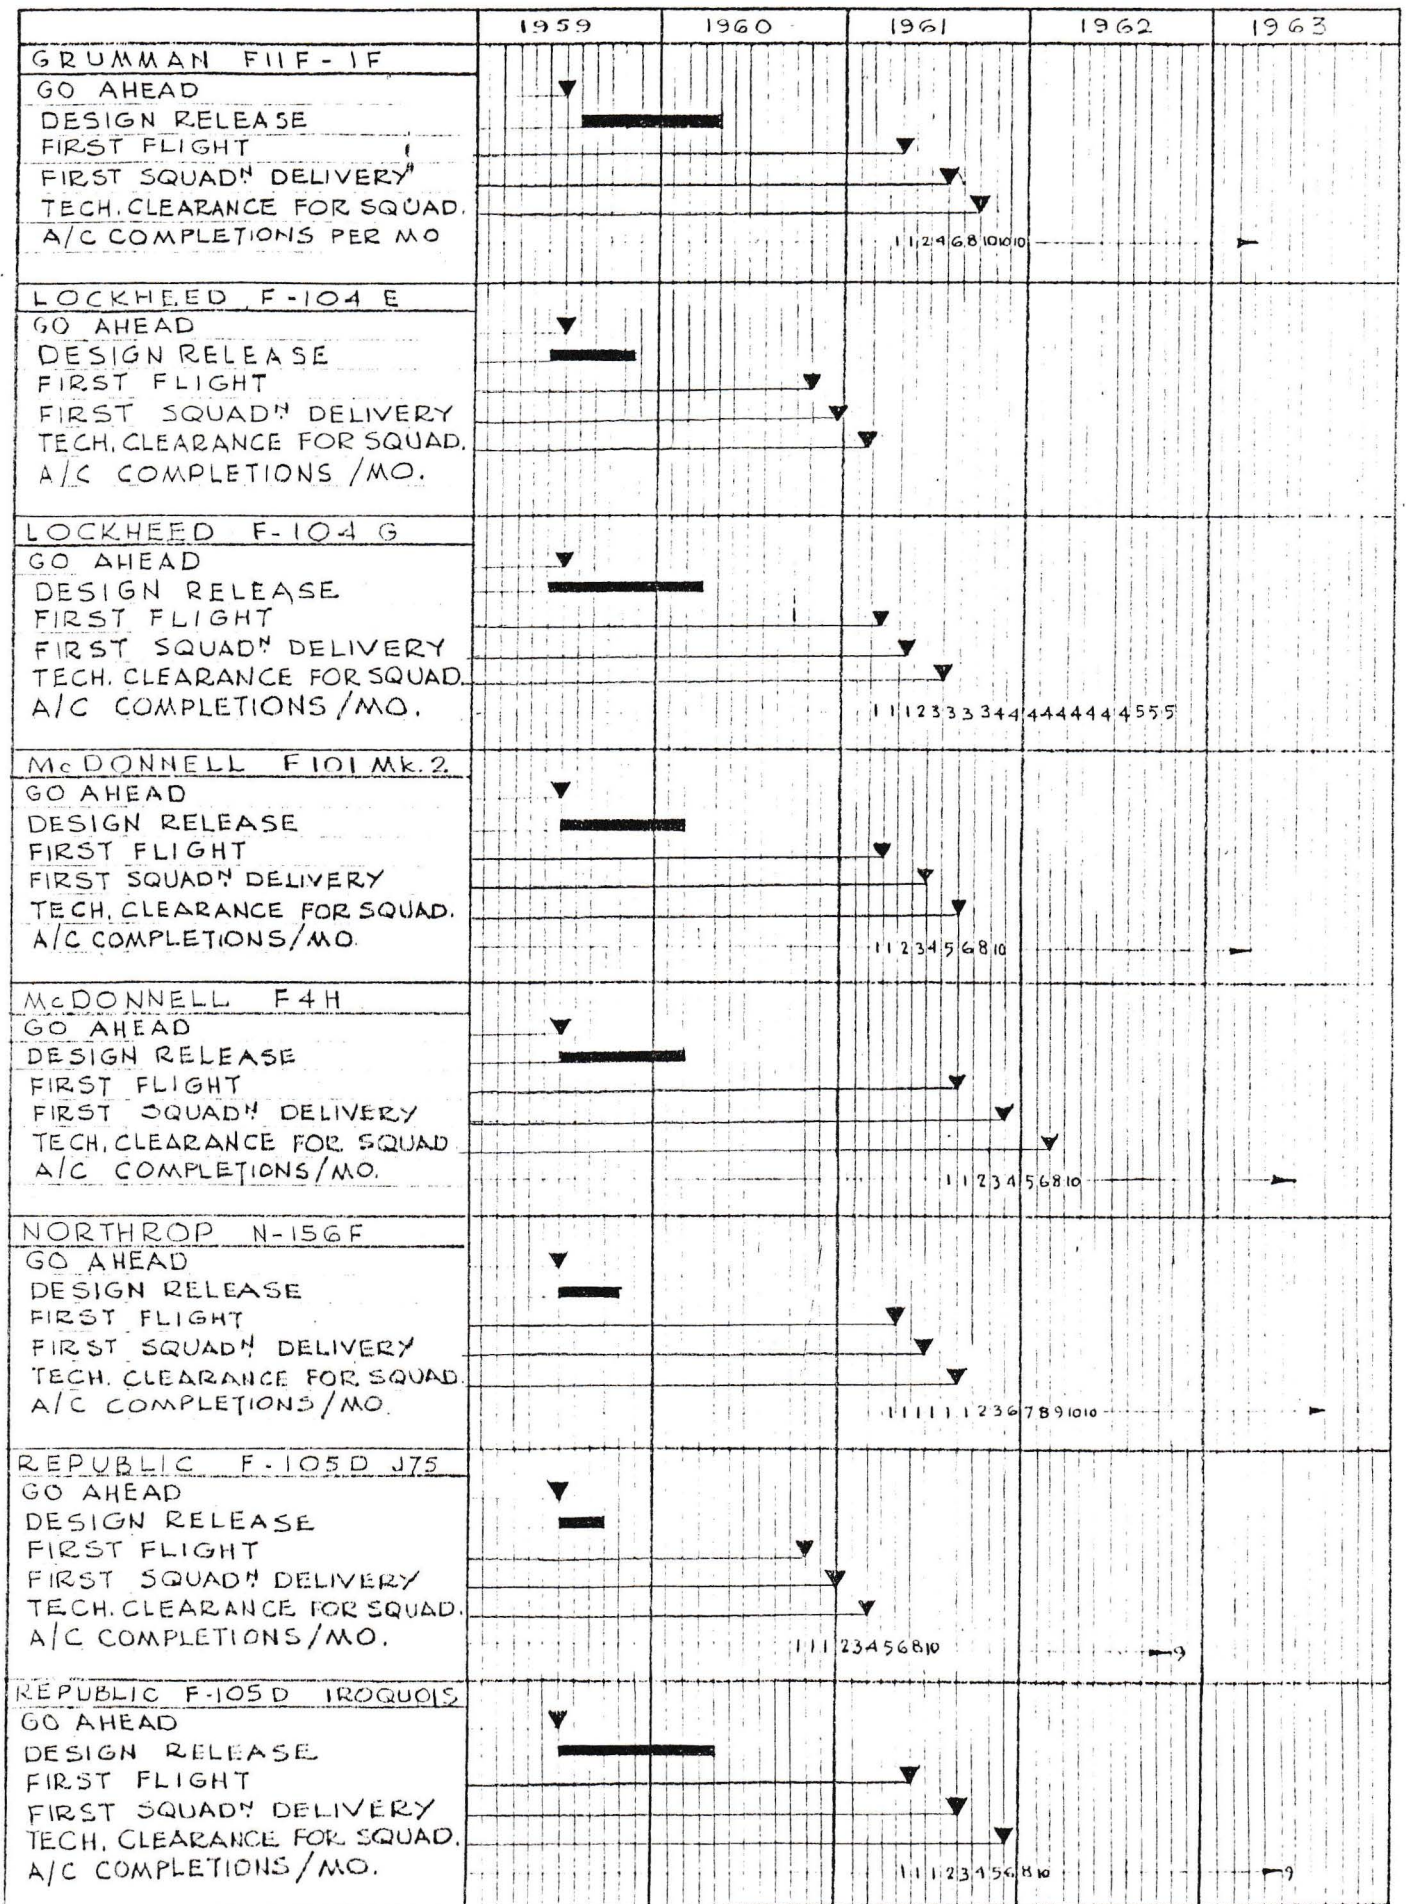 1959 1960 1961 1962 1963
GRUMMAN F11F-1F
GO AHEAD
DESIGN RELEASE
FIRST FLIGHT
FIRST SQUADN DELIVERY
TECH. CLEARANCE FOR SQUAD.
A/C COMPLETIONS PER MO 1 1 2 4 6 8 10 10 10
LOCKHEED F-104 E
GO AHEAD
DESIGN RELEASE
FIRST FLIGHT
FIRST SQUADN DELIVERY
TECH. CLEARANCE FOR SQUAD.
A/C COMPLETIONS /MO.
LOCKHEED F-104 G
GO AHEAD
DESIGN RELEASE
FIRST FLIGHT
FIRST SQUADN DELIVERY
TECH. CLEARANCE FOR SQUAD.
A/C COMPLETIONS /MO. 1 1 1 2 3 3 3 3 4 4 4 4 4 4 4 4 4 5 5 5
McDONNELL F101 Mk.2
GO AHEAD
DESIGN RELEASE
FIRST FLIGHT
FIRST SQUADN DELIVERY
TECH. CLEARANCE FOR SQUAD.
A/C COMPLETIONS/MO. 1 1 2 3 4 5 6 8 10
McDONNELL F4H
GO AHEAD
DESIGN RELEASE
FIRST FLIGHT
FIRST SQUADN DELIVERY
TECH. CLEARANCE FOR SQUAD
A/C COMPLETIONS/MO. 1 1 2 3 4 5 6 8 10
NORTHROP N-156F
GO AHEAD
DESIGN RELEASE
FIRST FLIGHT
FIRST SQUADN DELIVERY
TECH. CLEARANCE FOR SQUAD.
A/C COMPLETIONS/MO. 1 1 1 1 1 1 2 3 6 7 8 9 10 10
REPUBLIC F-105D J75
GO AHEAD
DESIGN RELEASE
FIRST FLIGHT
FIRST SQUADN DELIVERY
TECH. CLEARANCE FOR SQUAD.
A/C COMPLETIONS/MO. 1 1 1 2 3 4 5 6 8 10 9
REPUBLIC F-105D IROQUOIS
GO AHEAD
DESIGN RELEASE
FIRST FLIGHT
FIRST SQUADN DELIVERY
TECH. CLEARANCE FOR SQUAD.
A/C COMPLETIONS/MO. 1 1 1 2 3 4 5 6 8 10 9